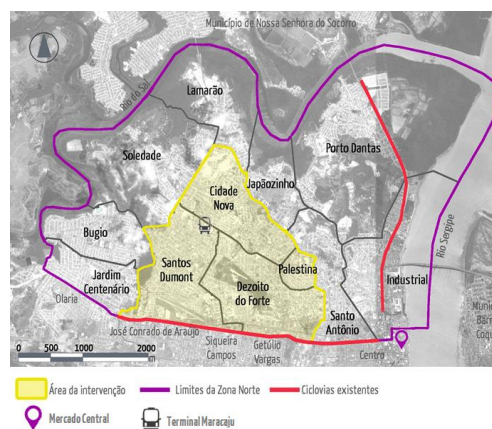 Município de Nossa Senhora do Socorro
Rio do Sal
Lamarão
Porto Dantas
Soledade
Japãozinho
Cidade
Nova
Bugio
Rio Sergipe
Santos
Dumont
Palestina
Jardim
Centenário
Dezoito
do Forte
Industrial
Olaria
Santo
Antônio
José Conrado de Araújo
Siqueira
Campos
Getúlio
Vargas
Centro
0 500 1000 2000
m
Área da intervenção
Limites da Zona Norte
Ciclovias existentes
Mercado Central
Terminal Maracaju